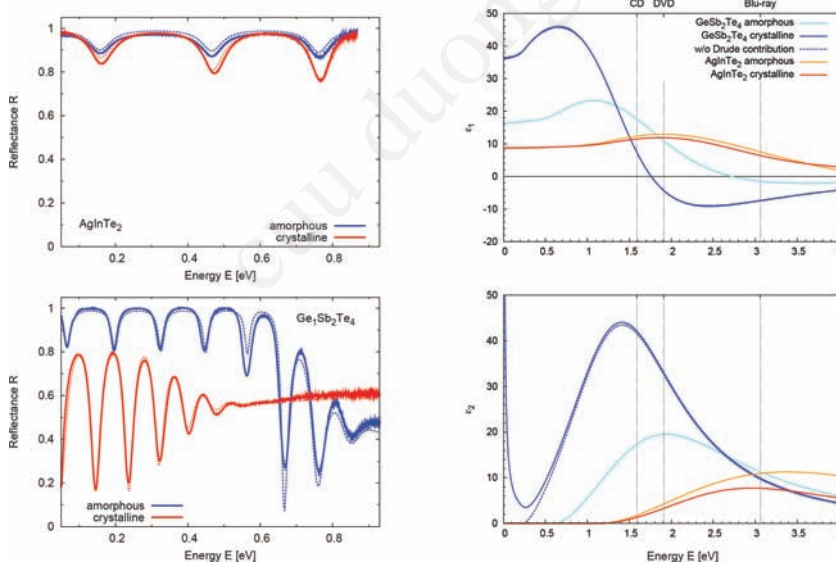 1
0.8
0.6
0.4
0.2
0
Reflectance R
AgInTe2
amorphous
crystalline
0.2 0.4 0.6 0.8
Energy E [eV]
1
0.8
0.6
0.4
0.2
0
Reflectance R
Ge1Sb2Te4
amorphous
crystalline
0.2 0.4 0.6 0.8
Energy E [eV]
CD DVD Blu-ray
50
40
30
20
10
0
-10
-20
ε1
GeSb2Te4 amorphous
GeSb2Te4 crystalline
w/o Drude contribution
AgInTe2 amorphous
AgInTe2 crystalline
0 0.5 1 1.5 2 2.5 3 3.5
50
40
30
20
10
0
ε2
0 0.5 1 1.5 2 2.5 3 3.5
Energy E [eV]
cuu duong